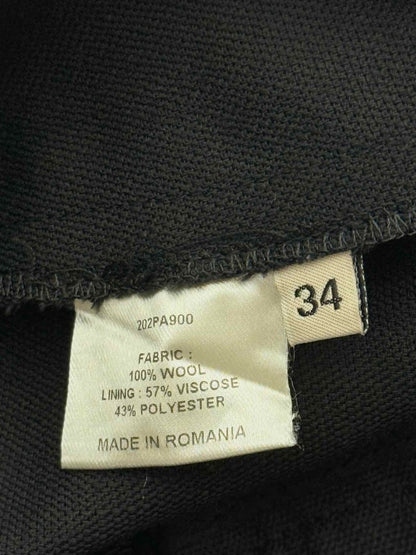 202PA900
34
FABRIC :
100% WOOL
LINING : 57% VISCOSE
43% POLYESTER
MADE IN ROMANIA